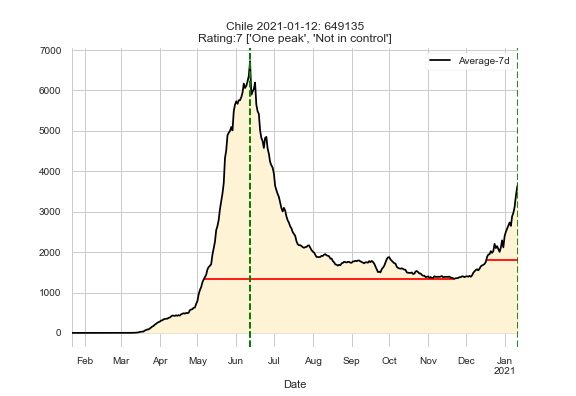 Chile 2021-01-12: 649135
Rating:7 ['One peak', 'Not in control']
Average-7d
7000
6000
5000
4000
3000
2000
1000
0
Feb Mar Apr May Jun Jul Aug Sep Oct Nov Dec Jan
2021
Date